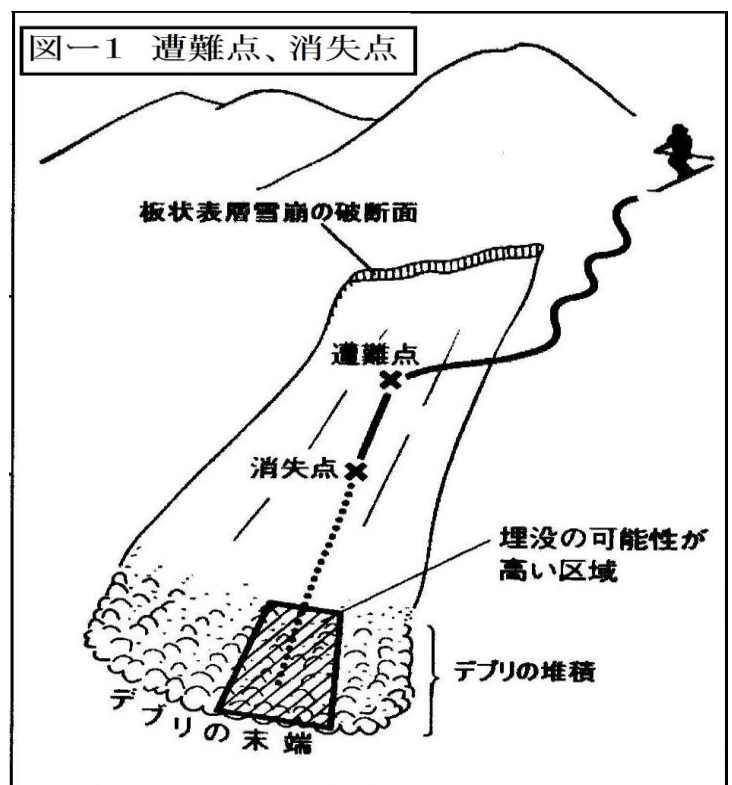 図ー1 遭難点、消失点
板状表層雪崩の破断面
遭難点
消失点
埋没の可能性が
高い区域
デブリの堆積
デブリの末端